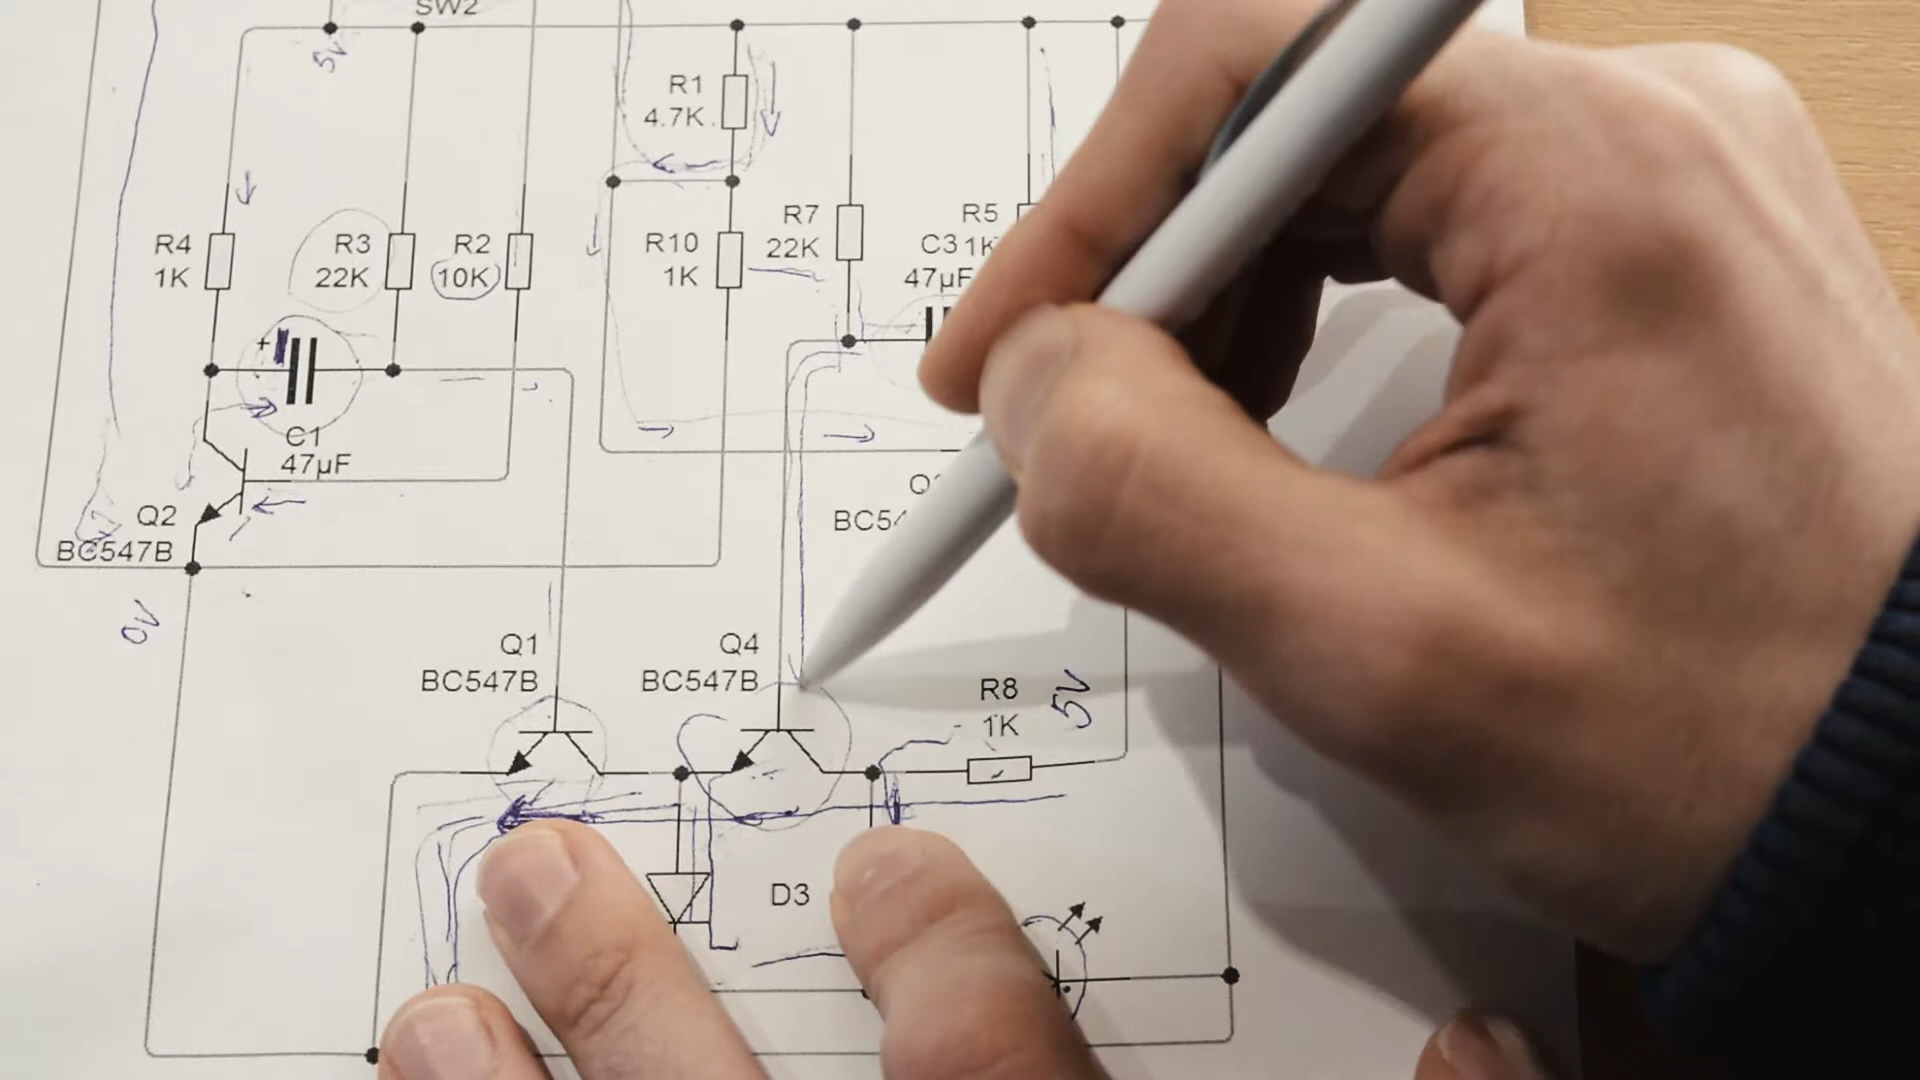 SW2
5V
R1
4.7K
R4
1K
R3
22K
R2
10K
R10
1K
R7
22K
R5
1K
C3
47µF
+
C1
47µF
Q2
BC547B
0V
BC54
Q1
BC547B
Q4
BC547B
R8
1K
5V
D3